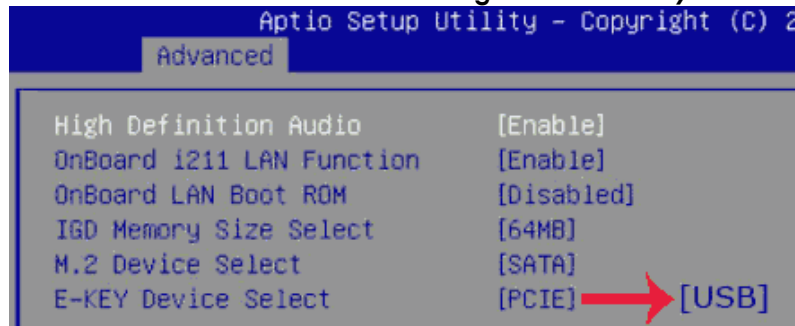 Aptio Setup Utility – Copyright (C) 2
Advanced
High Definition Audio [Enable]
OnBoard i211 LAN Function [Enable]
OnBoard LAN Boot ROM [Disabled]
IGD Memory Size Select [64MB]
M.2 Device Select [SATA]
E-KEY Device Select [PCIE] [USB]